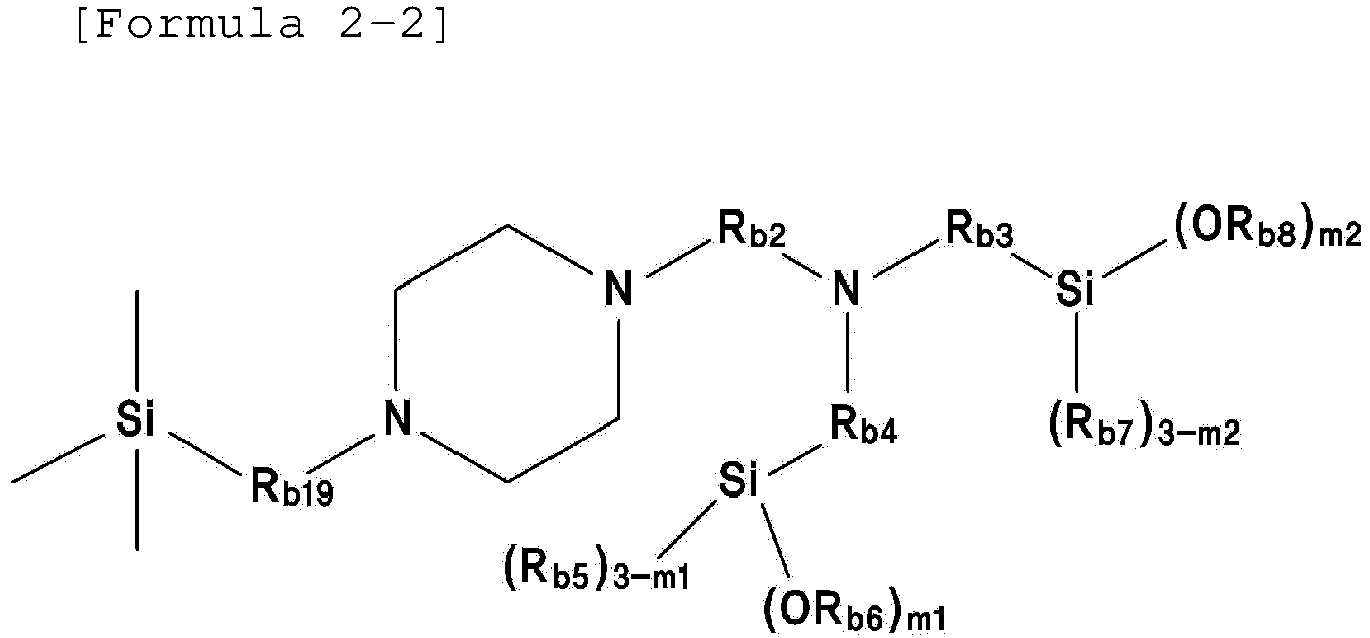 [Formula 2-2]
Rb2 Rb3 (ORb8)m2
N N Si
Si N Rb4 (Rb7)3-m2
Rb19 Si
(Rb5)3-m1
(ORb6)m1